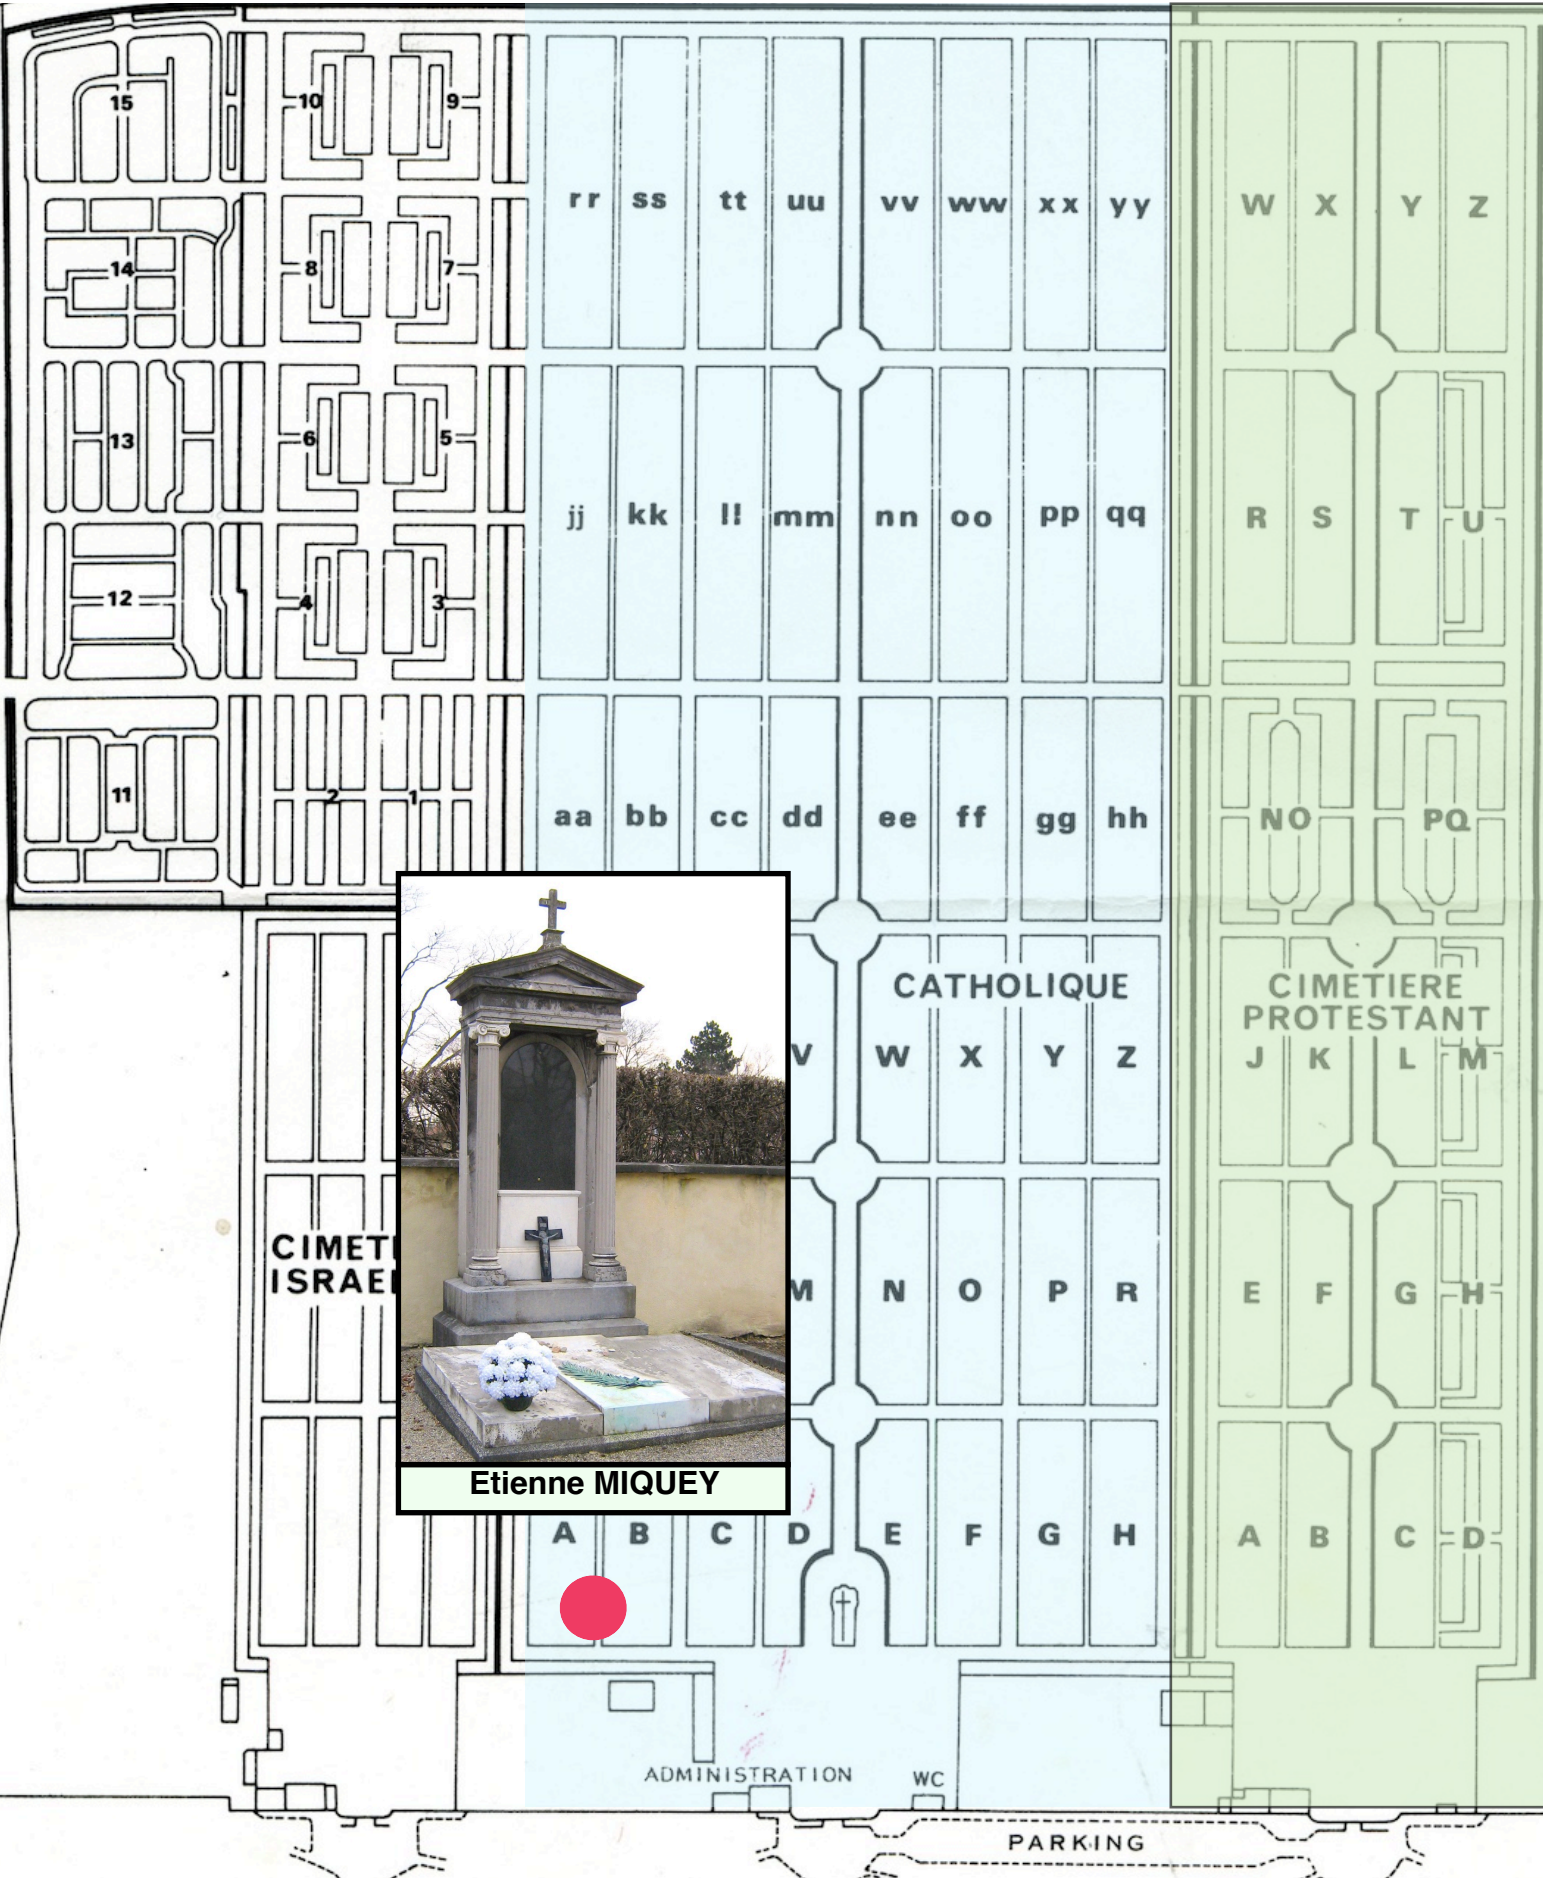 15 10 9
rr ss tt uu vv ww xx yy W X Y Z
14 8 7
13 6 5
jj kk ll mm nn oo pp qq R S T U
12 4 3
11 2 1
aa bb cc dd ee ff gg hh NO PQ
CATHOLIQUE
CIMETIERE
PROTESTANT
V W X Y Z J K L M
CIMETI
ISRAE
M N O P R E F G H
Etienne MIQUEY
A B C D E F G H A B C D
ADMINISTRATION
WC
PARKING